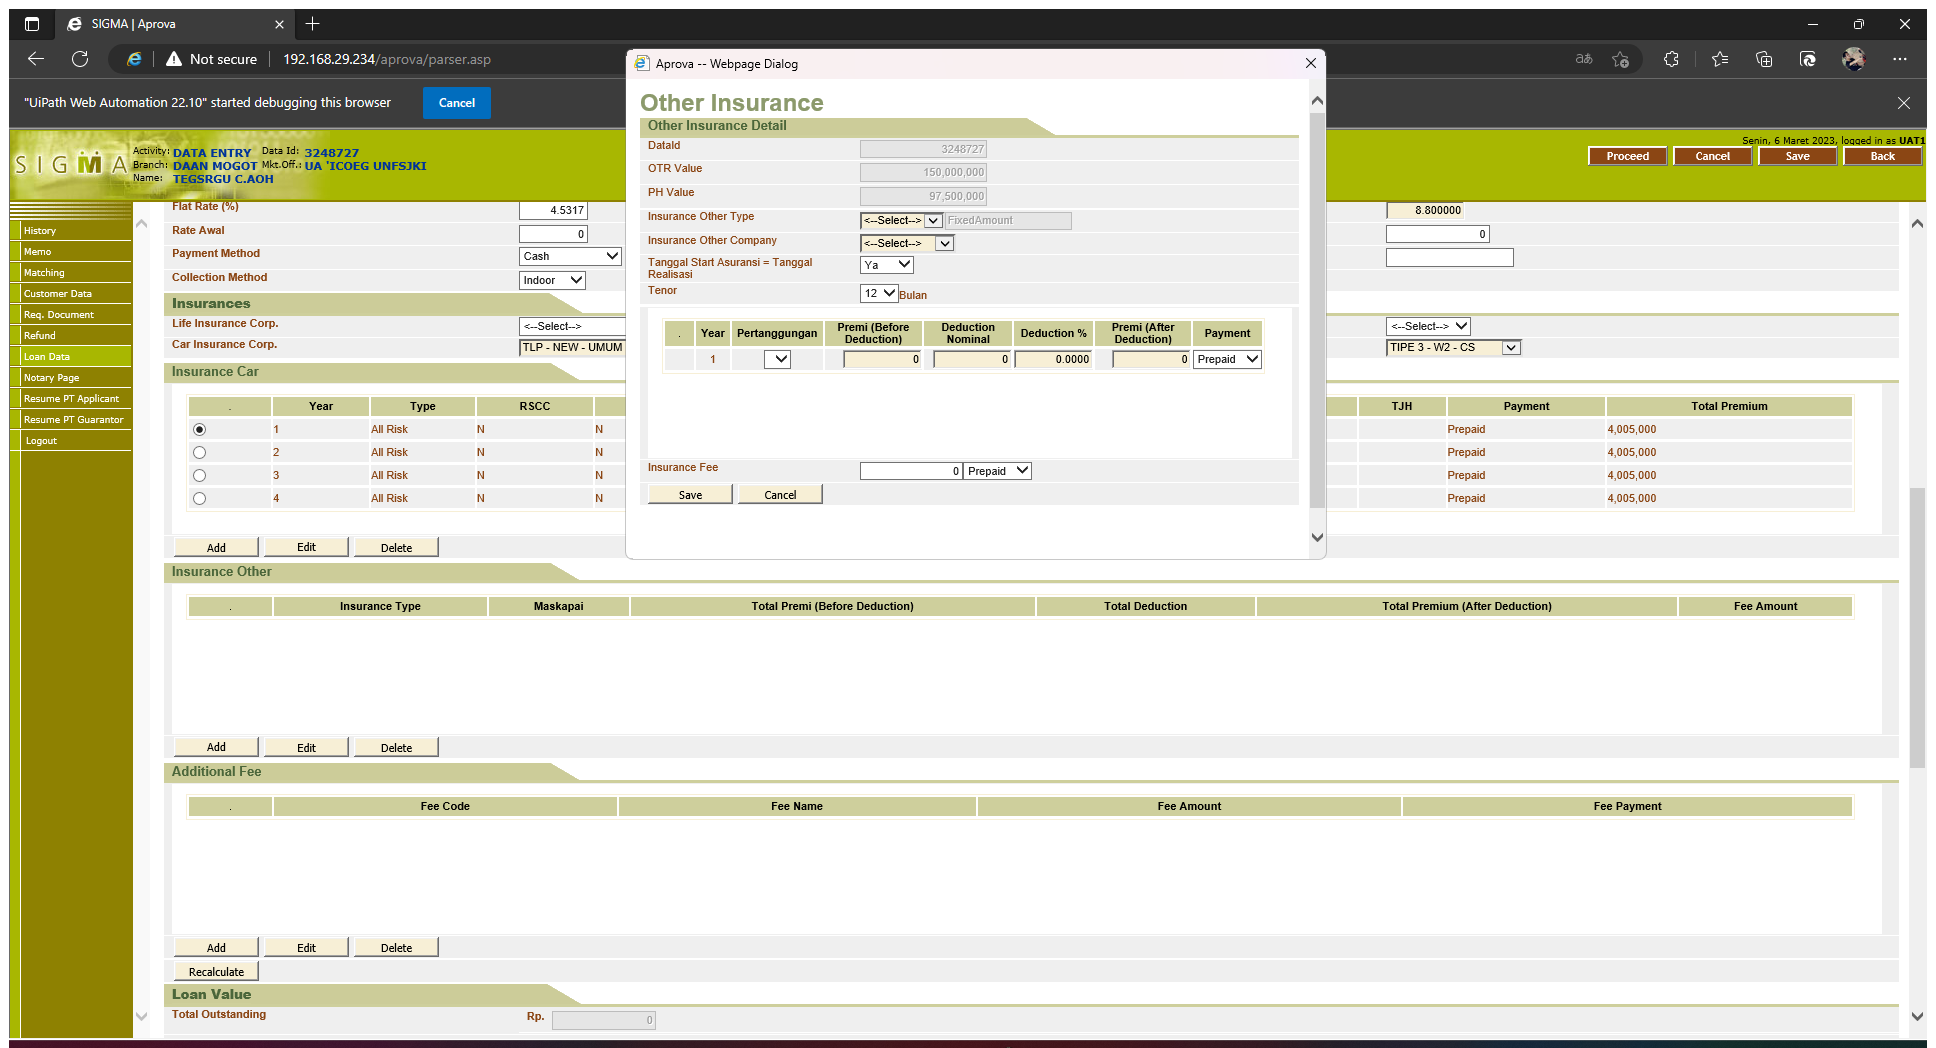 SIGMA | Aprova
Not secure
192.168.29.234/aprova/parser.asp
"UiPath Web Automation 22.10" started debugging this browser
Cancel
SIGMA
Activity: DATA ENTRY Data Id: 3248727
Branch: DAAN MOGOT Mkt.Off.: UA 'ICOEG UNFSJKI
Name: TEGSRGU C.AOH
Senin, 6 Maret 2023, logged in as UAT1
Proceed Cancel Save Back
History
Memo
Matching
Customer Data
Req. Document
Refund
Loan Data
Notary Page
Resume PT Applicant
Resume PT Guarantor
Logout
Flat Rate (%) 4.5317 8.800000
Rate Awal 0 0
Payment Method Cash
Collection Method Indoor
Insurances
Life Insurance Corp. <--Select--> <--Select-->
Car Insurance Corp. TLP - NEW - UMUM TIPE 3 - W2 - CS
Insurance Car
. Year Type RSCC TJH Payment Total Premium
1 All Risk N N Prepaid 4,005,000
2 All Risk N N Prepaid 4,005,000
3 All Risk N N Prepaid 4,005,000
4 All Risk N N Prepaid 4,005,000
Add Edit Delete
Aprova -- Webpage Dialog
Other Insurance
Other Insurance Detail
DataId 3248727
OTR Value 150,000,000
PH Value 97,500,000
Insurance Other Type <--Select--> FixedAmount
Insurance Other Company <--Select-->
Tanggal Start Asuransi = Tanggal Realisasi Ya
Tenor 12 Bulan
. Year Pertanggungan Premi (Before Deduction) Deduction Nominal Deduction % Premi (After Deduction) Payment
1 0 0 0.0000 0 Prepaid
Insurance Fee 0 Prepaid
Save Cancel
Insurance Other
. Insurance Type Maskapai Total Premi (Before Deduction) Total Deduction Total Premium (After Deduction) Fee Amount
Add Edit Delete
Additional Fee
. Fee Code Fee Name Fee Amount Fee Payment
Add Edit Delete
Recalculate
Loan Value
Total Outstanding Rp. 0